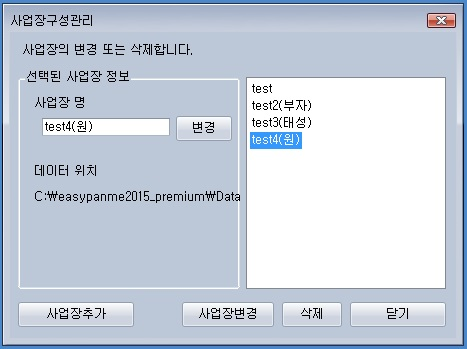 사업장구성관리
사업장의 변경 또는 삭제합니다.
선택된 사업장 정보
사업장 명
test4(원)
변경
데이터 위치
C:\easypanme2015_premium\Data
test
test2(부자)
test3(태성)
test4(원)
사업장추가
사업장변경
삭제
닫기